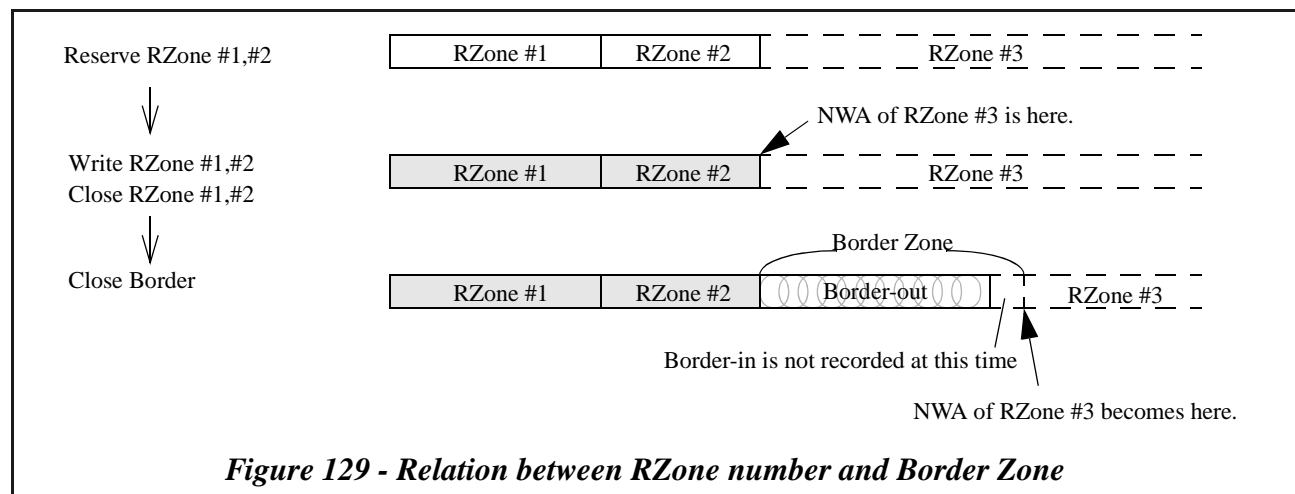 Reserve RZone #1,#2
RZone #1
RZone #2
RZone #3
NWA of RZone #3 is here.
Write RZone #1,#2
Close RZone #1,#2
RZone #1
RZone #2
RZone #3
Border Zone
Close Border
RZone #1
RZone #2
Border-out
RZone #3
Border-in is not recorded at this time
NWA of RZone #3 becomes here.
Figure 129 - Relation between RZone number and Border Zone